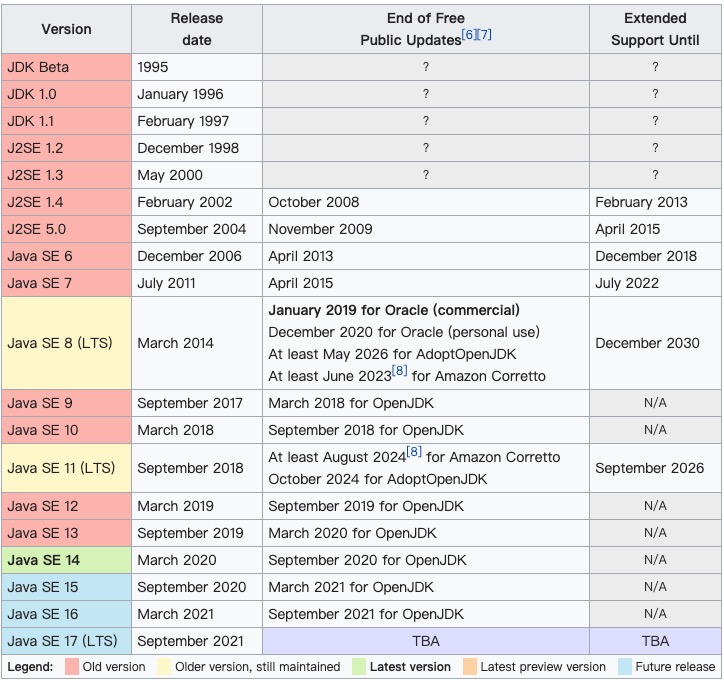 Version	Release date	End of Free Public Updates[6][7]	Extended Support Until
JDK Beta	1995	?	?
JDK 1.0	January 1996	?	?
JDK 1.1	February 1997	?	?
J2SE 1.2	December 1998	?	?
J2SE 1.3	May 2000	?	?
J2SE 1.4	February 2002	October 2008	February 2013
J2SE 5.0	September 2004	November 2009	April 2015
Java SE 6	December 2006	April 2013	December 2018
Java SE 7	July 2011	April 2015	July 2022
Java SE 8 (LTS)	March 2014	January 2019 for Oracle (commercial)
December 2020 for Oracle (personal use)
At least May 2026 for AdoptOpenJDK
At least June 2023[8] for Amazon Corretto	December 2030
Java SE 9	September 2017	March 2018 for OpenJDK	N/A
Java SE 10	March 2018	September 2018 for OpenJDK	N/A
Java SE 11 (LTS)	September 2018	At least August 2024[8] for Amazon Corretto
October 2024 for AdoptOpenJDK	September 2026
Java SE 12	March 2019	September 2019 for OpenJDK	N/A
Java SE 13	September 2019	March 2020 for OpenJDK	N/A
Java SE 14	March 2020	September 2020 for OpenJDK	N/A
Java SE 15	September 2020	March 2021 for OpenJDK	N/A
Java SE 16	March 2021	September 2021 for OpenJDK	N/A
Java SE 17 (LTS)	September 2021	TBA	TBA
Legend: Old version Older version, still maintained Latest version Latest preview version Future release